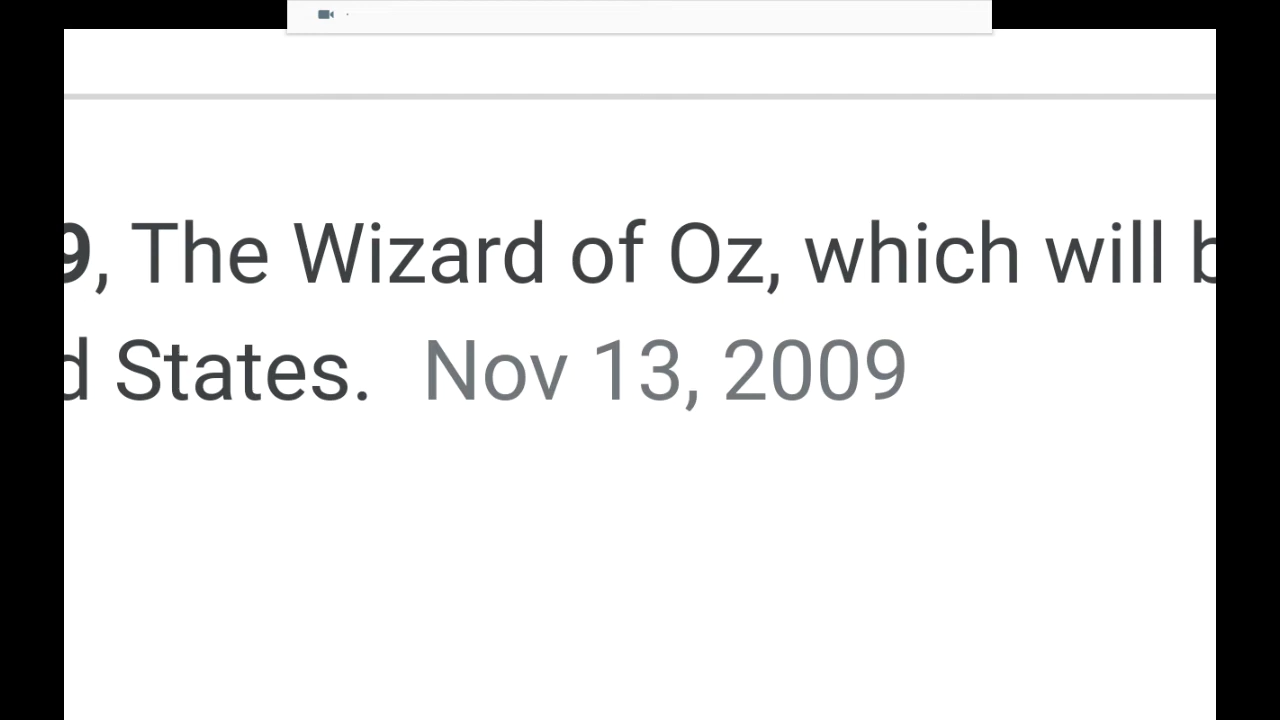 9, The Wizard of Oz, which will b
d States. Nov 13, 2009